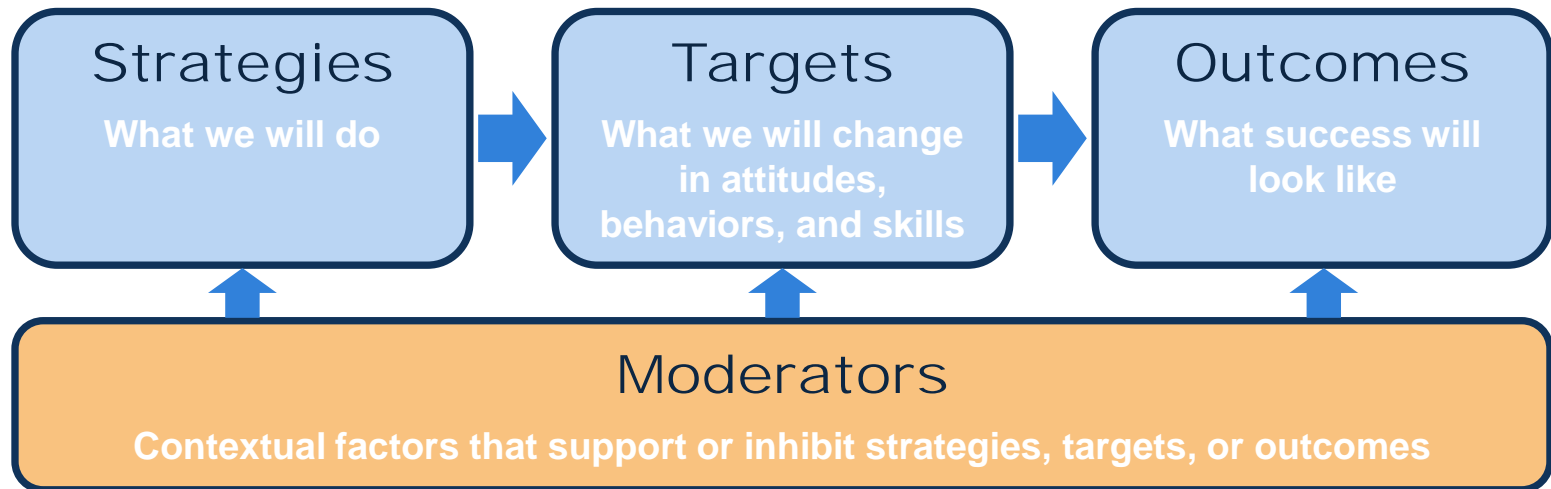 Strategies
What we will do
Targets
What we will change
in attitudes,
behaviors, and skills
Outcomes
What success will
look like
Moderators
Contextual factors that support or inhibit strategies, targets, or outcomes